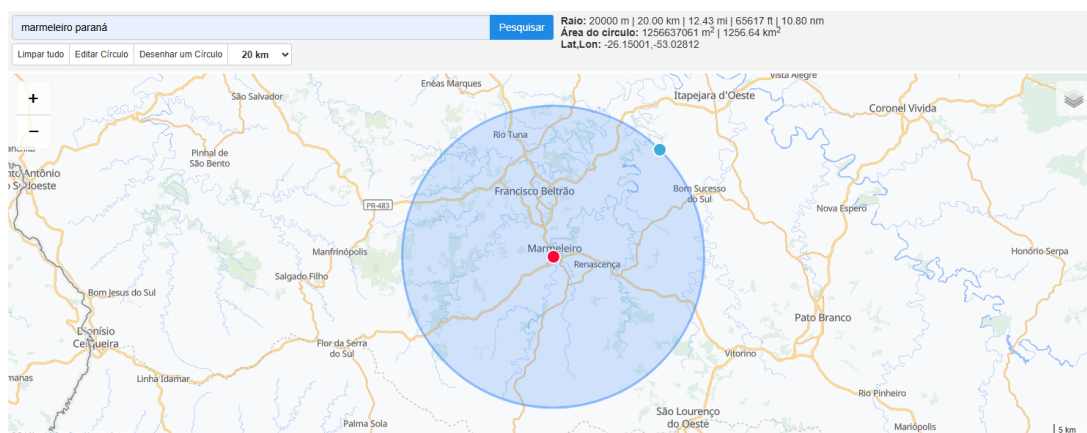 marmeleiro paraná
Pesquisar
Raio: 20000 m | 20.00 km | 12.43 mi | 65617 ft | 10.80 nm
Área do círculo: 1256637061 m² | 1256.64 km²
Lat,Lon: -26.15001,-53.02812
Limpar tudo
Editar Círculo
Desenhar um Círculo
20 km
+
−
Vista Alegre
Enéas Marques
São Salvador
Itapejara d'Oeste
Coronel Vivida
Rio Tuna
Pinhal de
São Bento
Antônio
Francisco Beltrão
Bom Sucesso
do Sul
PR-483
Nova Espero
Marmeleiro
Manfrinópolis
Renascença
Honório Serpa
Salgado Filho
Bom Jesus do Sul
Pato Branco
Dionísio
Cerqueira
Flor da Serra
do Sul
Vitorino
Linha Idamar
Rio Pinheiro
São Lourenço
do Oeste
Palma Sola
Mariópolis
5 km